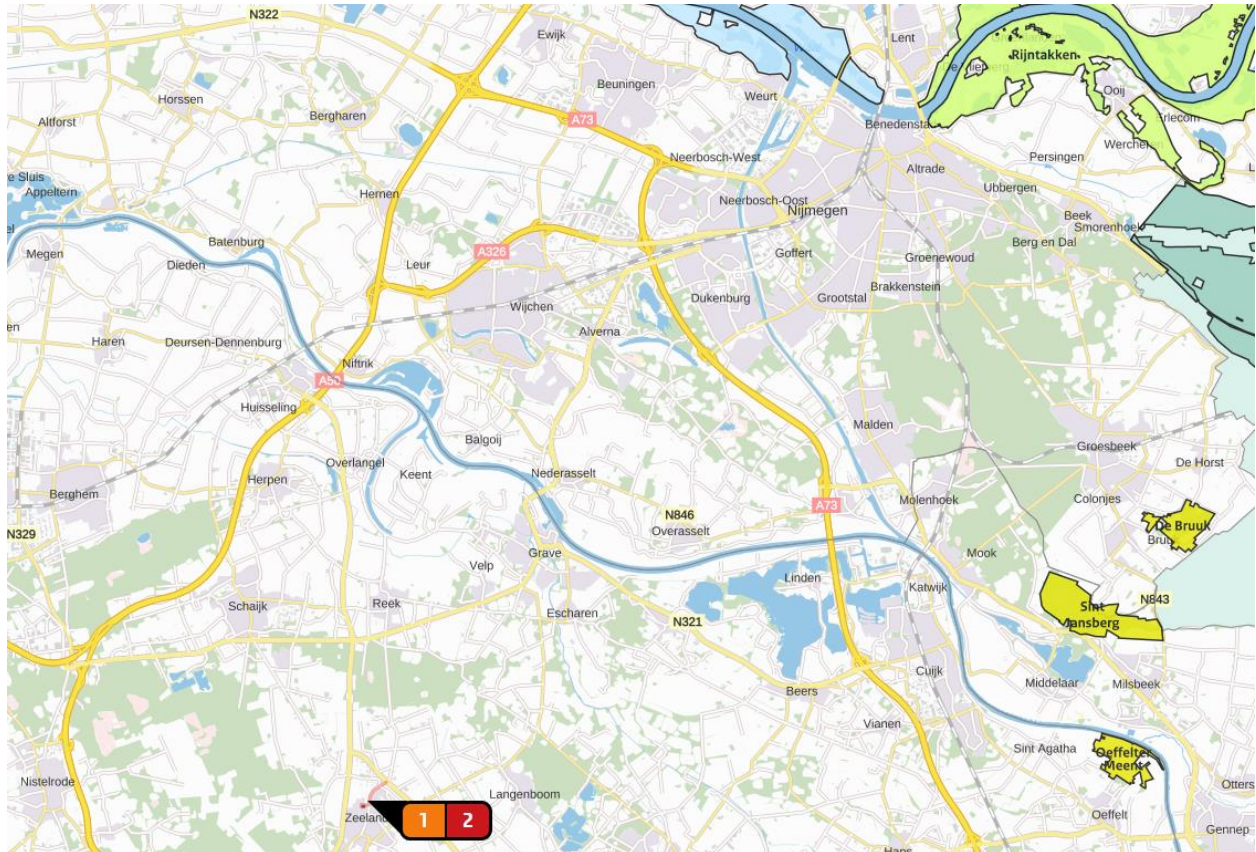 N322
Ewijk
Lent
Rijntakken
Beuningen
Ooij
Horssen
Weurt
Altforst
Bergharen
A73
Benedenstad
Erlecom
Wercheren
Neerbosch-West
Persingen
Altrade
Appeltern
Hernen
Ubbergen
Neerbosch-Oost
Nijmegen
Beek
Smorenhoek
Batenburg
Berg en Dal
Megen
A326
Goffert
Groenewoud
Dieden
Leur
Brakkenstein
Dukenburg
Grootstal
Wijchen
Alverna
Haren
Deursen-Dennenburg
Niftrik
A50
Huisseling
Malden
Balgoij
Groesbeek
Overlangel
De Horst
Keent
Nederasselt
Herpen
Berghem
Colonjes
Molenhoek
A73
N846
De Bruuk
N329
Overasselt
Grave
Mook
Velp
Linden
Katwijk
Schaijk
Reek
N843
Sint
Jansberg
Escharen
N321
Cuijk
Middelaar
Milsbeek
Beers
Vianen
Sint Agatha
Oeffelter
Meent
Nistelrode
Langenboom
Zeeland
1
2
Oeffelt
Gennep